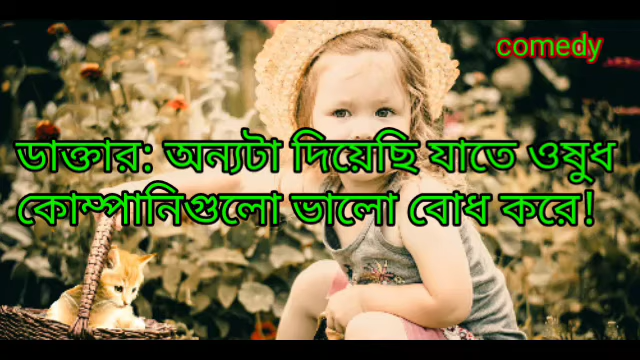 comedy
ডাক্তার: অন্যটা দিয়েছি যাতে ওষুধ
কোম্পানিগুলো ভালো বোধ করে!